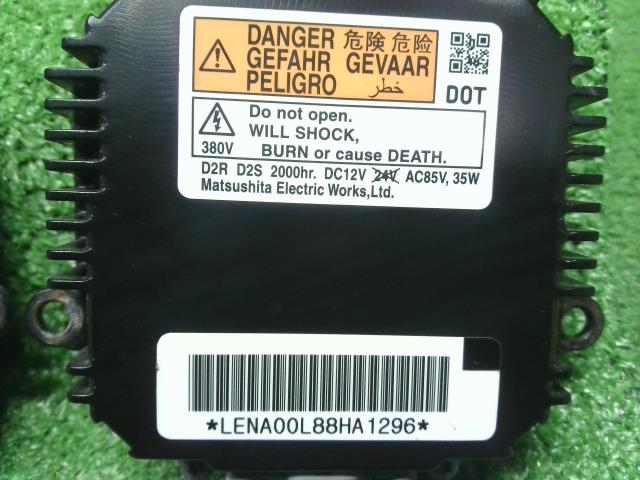 DANGER 危険 危险
GEFAHR GEVAAR
PELIGRO خطر
DOT
380V
Do not open.
WILL SHOCK,
BURN or cause DEATH.
D2R D2S 2000hr. DC12V 24V AC85V, 35W
Matsushita Electric Works,Ltd.
*LENA00L88HA1296*